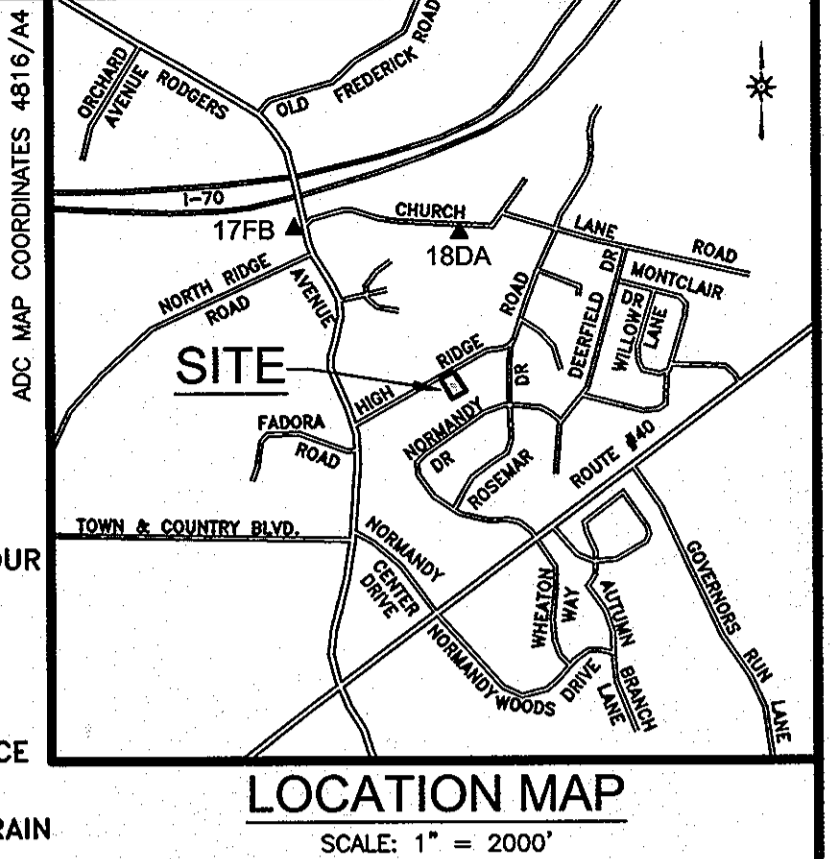 ADC MAP COORDINATES 4816/A4
ORCHARD
AVENUE
RODGERS
AVENUE
OLD FREDERICK ROAD
I-70
17FB
CHURCH LANE ROAD
18DA
NORTH RIDGE
ROAD
MONTCLAIR
DR
DEERFIELD DR
WILLOW
LANE
SITE
HIGH RIDGE ROAD
DR
FADORA
ROAD
NORMANDY
DR
ROSEMAR
ROUTE #40
TOWN & COUNTRY BLVD.
OUR
NORMANDY
CENTER
DRIVE
WHEATON
WAY
AUTUMN BRANCH
LANE
GOVERNORS RUN LANE
NORMANDYWOODS DRIVE
CE
LOCATION MAP
RAIN
SCALE: 1" = 2000'